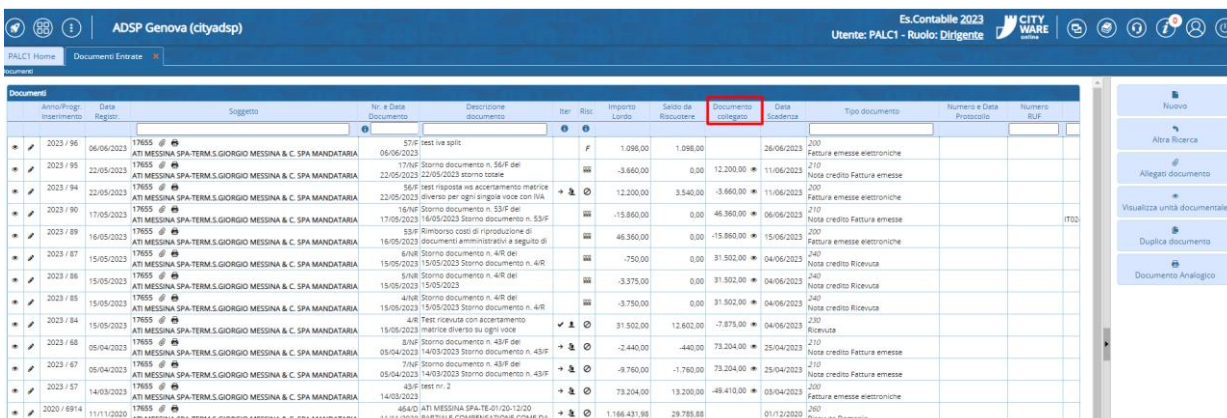 ADSP Genova (cityadsp)
Es.Contabile 2023
Utente: PALC1 - Ruolo: Dirigente
CITY WARE online
PALC1 Home Documenti Entrate ×
Documenti
Anno/Progr. Inserimento Data Registr. Soggetto Nr. e Data Documento Descrizione documento Iter Risc Importo Lordo Saldo da Riscuotere Documento collegato Data Scadenza Tipo documento Numero e Data Protocollo Numero RUF
2023 / 96 06/06/2023 17655 57/F test iva split F 1.098,00 1.098,00 26/06/2023 200
ATI MESSINA SPA-TERM.S.GIORGIO MESSINA & C. SPA MANDATARIA 06/06/2023 Fattura emesse elettroniche
2023 / 95 22/05/2023 17655 17/NF Storno documento n. 56/F del -3.660,00 0,00 12.200,00 11/06/2023 210
ATI MESSINA SPA-TERM.S.GIORGIO MESSINA & C. SPA MANDATARIA 22/05/2023 22/05/2023 storno totale Nota credito Fattura emesse
2023 / 94 22/05/2023 17655 56/F test risposta ws accertamento matrice 12.200,00 3.540,00 -3.660,00 11/06/2023 200
ATI MESSINA SPA-TERM.S.GIORGIO MESSINA & C. SPA MANDATARIA 22/05/2023 diverso per ogni singola voce con IVA Fattura emesse elettroniche
2023 / 90 17/05/2023 17655 16/NF Storno documento n. 53/F del -15.860,00 0,00 46.360,00 06/06/2023 210
ATI MESSINA SPA-TERM.S.GIORGIO MESSINA & C. SPA MANDATARIA 17/05/2023 16/05/2023 Storno documento n. 53/F Nota credito Fattura emesse IT02
2023 / 89 16/05/2023 17655 53/F Rimborso costi di riproduzione di 46.360,00 0,00 -15.860,00 15/06/2023 200
ATI MESSINA SPA-TERM.S.GIORGIO MESSINA & C. SPA MANDATARIA 16/05/2023 documenti amministrativi a seguito di Fattura emesse elettroniche
2023 / 87 15/05/2023 17655 6/NR Storno documento n. 4/R del -750,00 0,00 31.502,00 04/06/2023 240
ATI MESSINA SPA-TERM.S.GIORGIO MESSINA & C. SPA MANDATARIA 15/05/2023 15/05/2023 Storno documento n. 4/R Nota credito Ricevuta
2023 / 86 15/05/2023 17655 5/NR Storno documento n. 4/R del -3.375,00 0,00 31.502,00 04/06/2023 240
ATI MESSINA SPA-TERM.S.GIORGIO MESSINA & C. SPA MANDATARIA 15/05/2023 15/05/2023 Nota credito Ricevuta
2023 / 85 15/05/2023 17655 4/NR Storno documento n. 4/R del -3.750,00 0,00 31.502,00 04/06/2023 240
ATI MESSINA SPA-TERM.S.GIORGIO MESSINA & C. SPA MANDATARIA 15/05/2023 15/05/2023 Storno documento n. 4/R Nota credito Ricevuta
2023 / 84 15/05/2023 17655 4/R Test ricevuta con accertamento 31.502,00 12.602,00 -7.875,00 04/06/2023 230
ATI MESSINA SPA-TERM.S.GIORGIO MESSINA & C. SPA MANDATARIA 15/05/2023 matrice diverso su ogni voce Ricevuta
2023 / 68 05/04/2023 17655 8/NF Storno documento n. 43/F del -2.440,00 -440,00 73.204,00 25/04/2023 210
ATI MESSINA SPA-TERM.S.GIORGIO MESSINA & C. SPA MANDATARIA 05/04/2023 14/03/2023 Storno documento n. 43/F Nota credito Fattura emesse
2023 / 67 05/04/2023 17655 7/NF Storno documento n. 43/F del -9.760,00 -1.760,00 73.204,00 25/04/2023 210
ATI MESSINA SPA-TERM.S.GIORGIO MESSINA & C. SPA MANDATARIA 05/04/2023 14/03/2023 Storno documento n. 43/F Nota credito Fattura emesse
2023 / 57 14/03/2023 17655 43/F test nr. 2 73.204,00 13.200,00 -49.410,00 03/04/2023 200
ATI MESSINA SPA-TERM.S.GIORGIO MESSINA & C. SPA MANDATARIA 14/03/2023 Fattura emesse elettroniche
2020 / 6914 11/11/2020 17655 464/D ATI MESSINA SPA-TE-01/20-12/20 1.166.431,98 29.785,88 01/12/2020 260
Nuovo
Altra Ricerca
Allegati documento
Visualizza unità documentale
Duplica documento
Documento Analogico